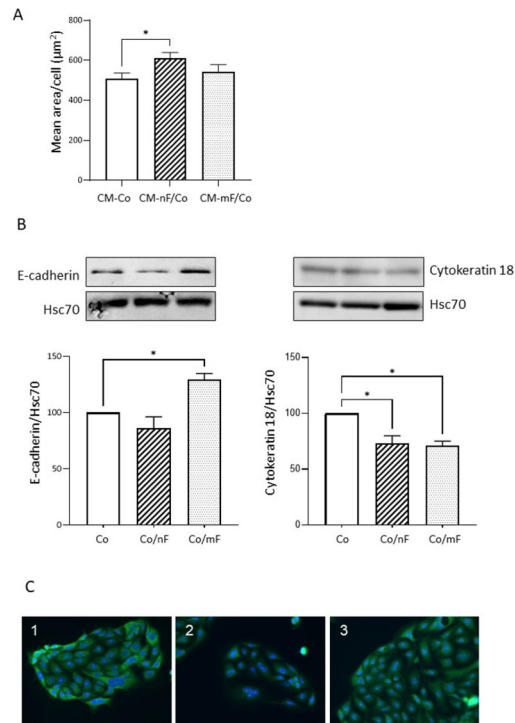 A
Mean area/cell (µm²)
800
600
400
200
0
*
CM-Co CM-nF/Co CM-mF/Co
B
E-cadherin
Hsc70
Cytokeratin 18
Hsc70
E-cadherin/Hsc70
150
100
50
0
*
Co Co/nF Co/mF
Cytokeratin 18/Hsc70
150
100
50
0
*
*
Co Co/nF Co/mF
C
1 2 3